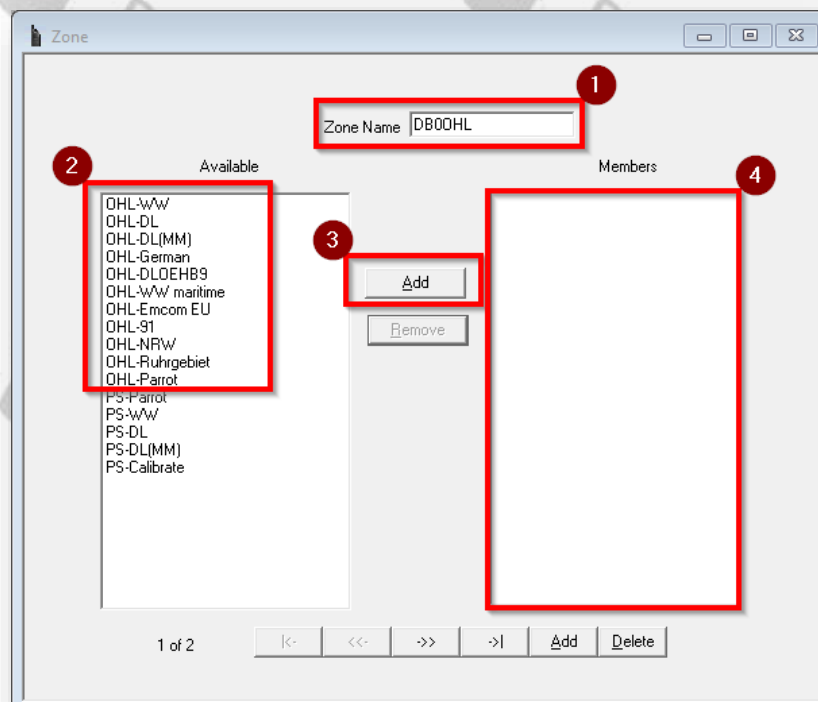 Zone
1
Zone Name DB0OHL
2
Available
Members
4
OHL-WW
OHL-DL
OHL-DL(MM)
OHL-German
OHL-DLOEHB9
OHL-WW maritime
OHL-Emcom EU
OHL-91
OHL-NRW
OHL-Ruhrgebiet
OHL-Parrot
PS-Parrot
PS-WW
PS-DL
PS-DL(MM)
PS-Calibrate
3
Add
Remove
1 of 2 |<- <<- ->> ->| Add Delete